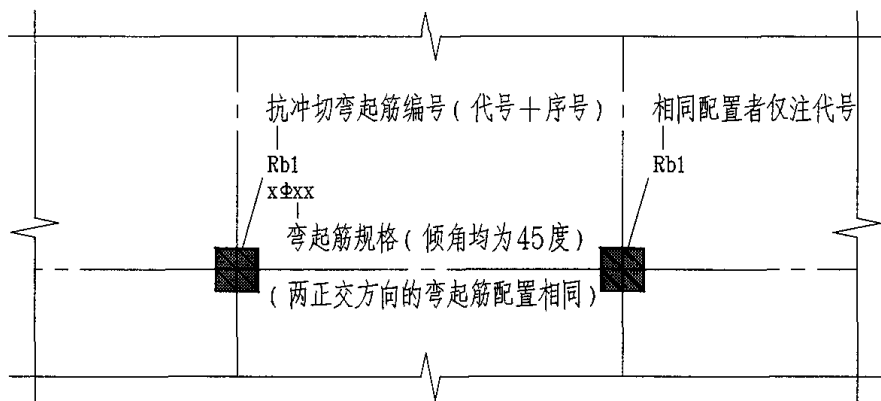 抗冲切弯起筋编号(代号+序号)
相同配置者仅注代号
Rb1
Rb1
xΦxx
弯起筋规格(倾角均为45度)
(两正交方向的弯起筋配置相同)